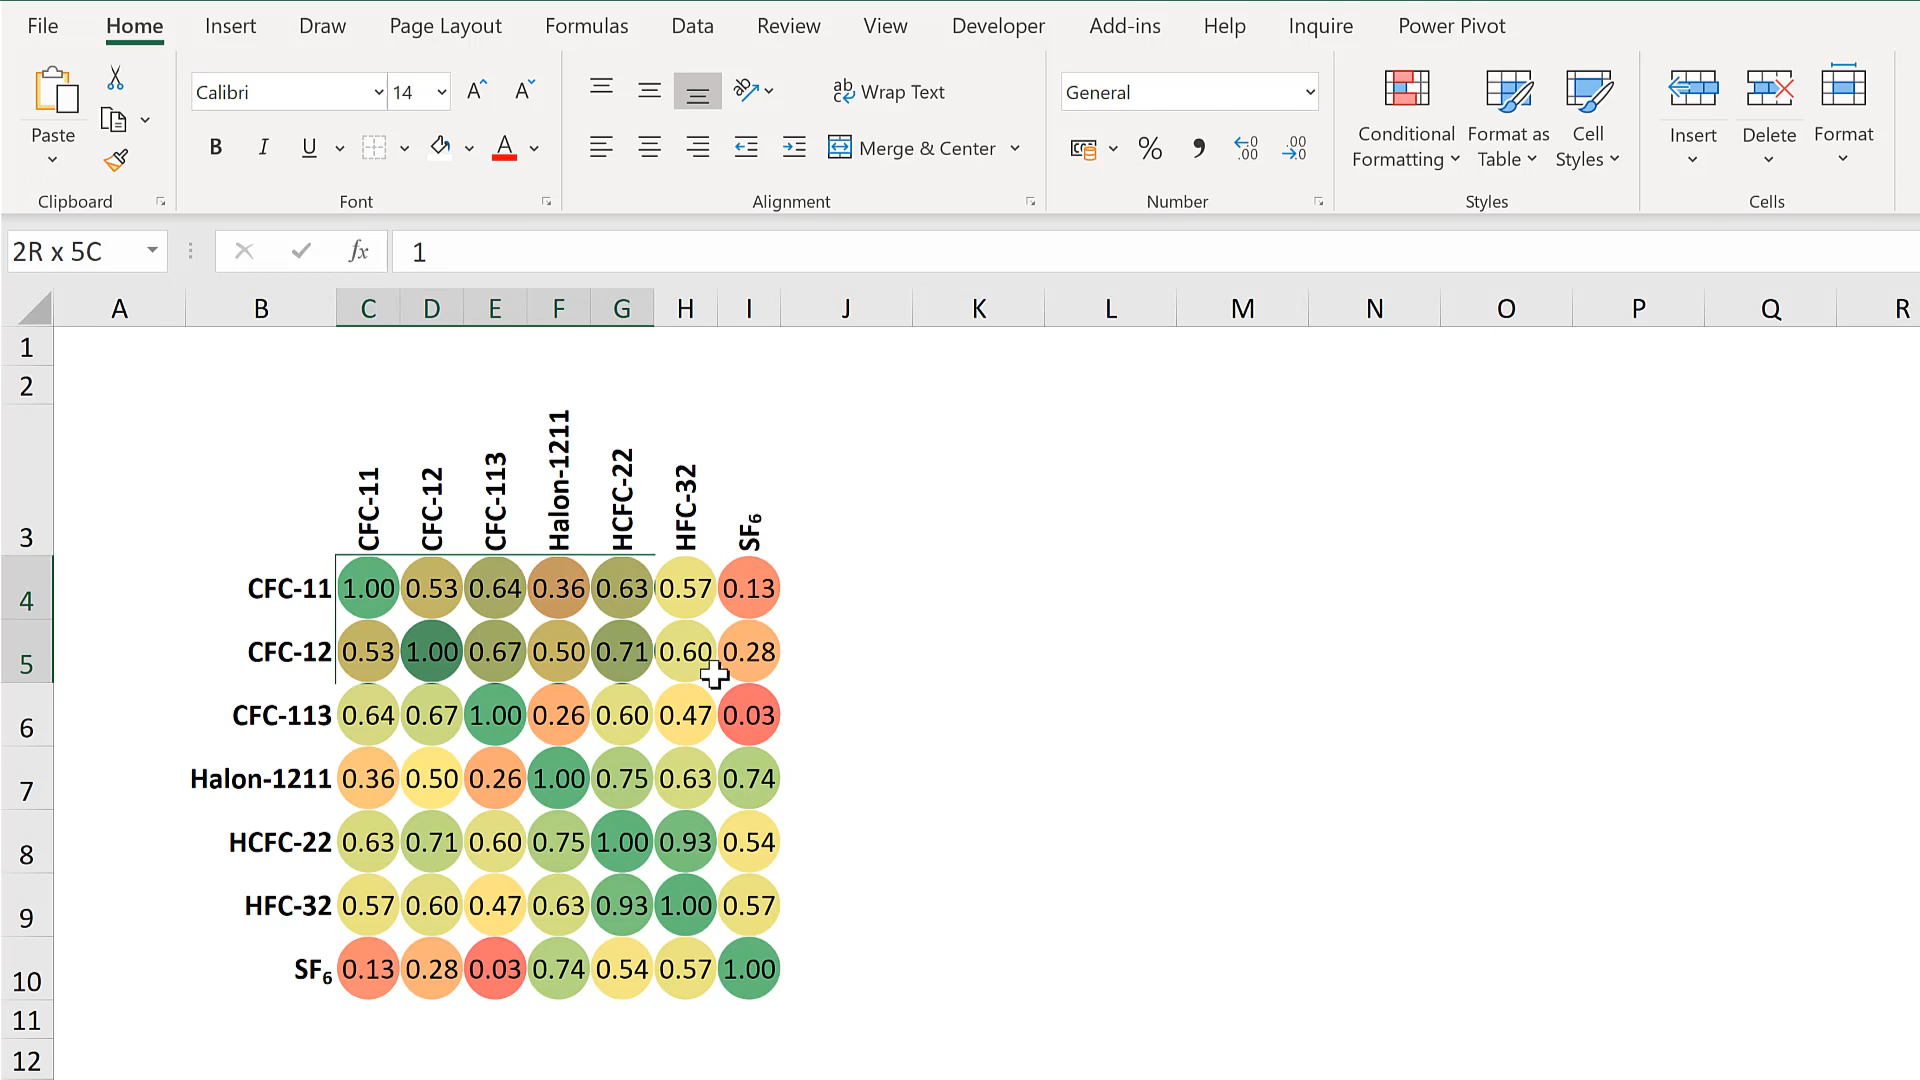 File Home Insert Draw Page Layout Formulas Data Review View Developer Add-ins Help Inquire Power Pivot
Calibri 14 A A ab Wrap Text General
Paste Conditional Format as Cell Insert Delete Format
B I U A Merge & Center % Formatting Table Styles
Clipboard Font Alignment Number Styles Cells
2R x 5C fx 1
A B C D E F G H I J K L M N O P Q R
1
2
3 CFC-11 CFC-12 CFC-113 Halon-1211 HCFC-22 HFC-32 SF₆
4 CFC-11 1.00 0.53 0.64 0.36 0.63 0.57 0.13
5 CFC-12 0.53 1.00 0.67 0.50 0.71 0.60 0.28
6 CFC-113 0.64 0.67 1.00 0.26 0.60 0.47 0.03
7 Halon-1211 0.36 0.50 0.26 1.00 0.75 0.63 0.74
8 HCFC-22 0.63 0.71 0.60 0.75 1.00 0.93 0.54
9 HFC-32 0.57 0.60 0.47 0.63 0.93 1.00 0.57
10 SF₆ 0.13 0.28 0.03 0.74 0.54 0.57 1.00
11
12